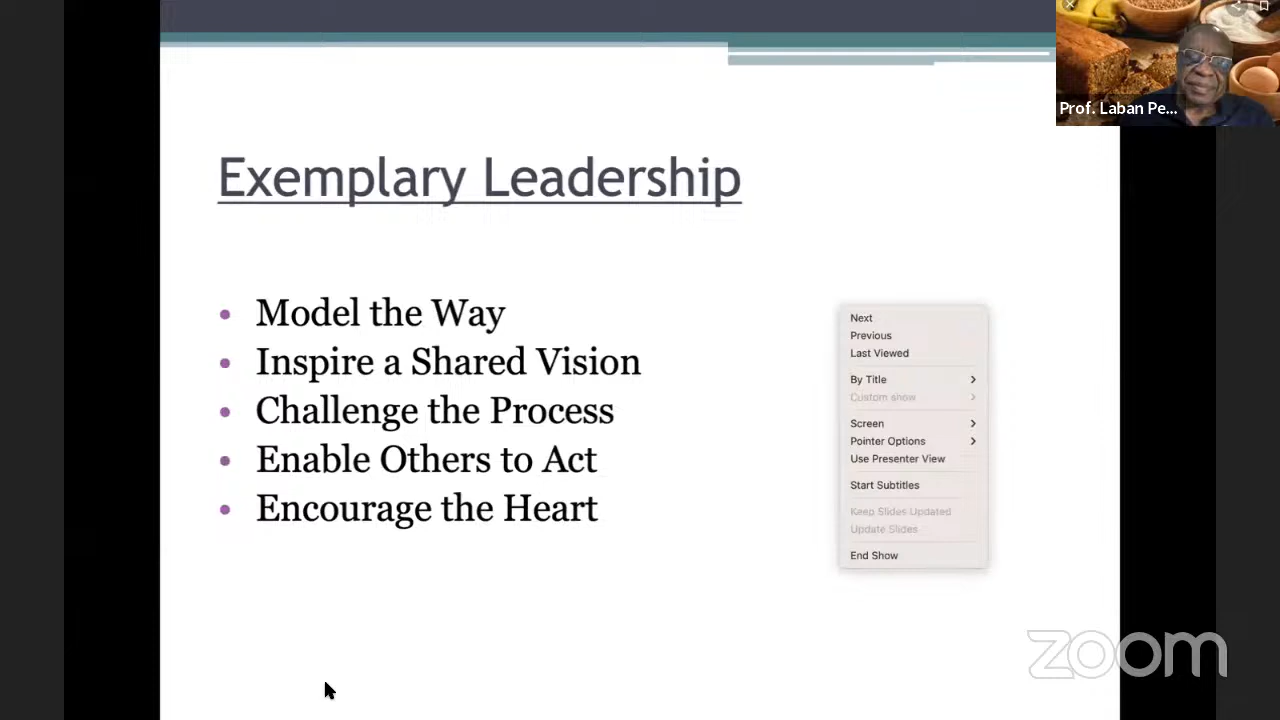 Prof. Laban Pe...
Exemplary Leadership
• Model the Way
• Inspire a Shared Vision
• Challenge the Process
• Enable Others to Act
• Encourage the Heart
Next
Previous
Last Viewed
By Title
Custom show
Screen
Pointer Options
Use Presenter View
Start Subtitles
Keep Slides Updated
Update Slides
End Show
zoom